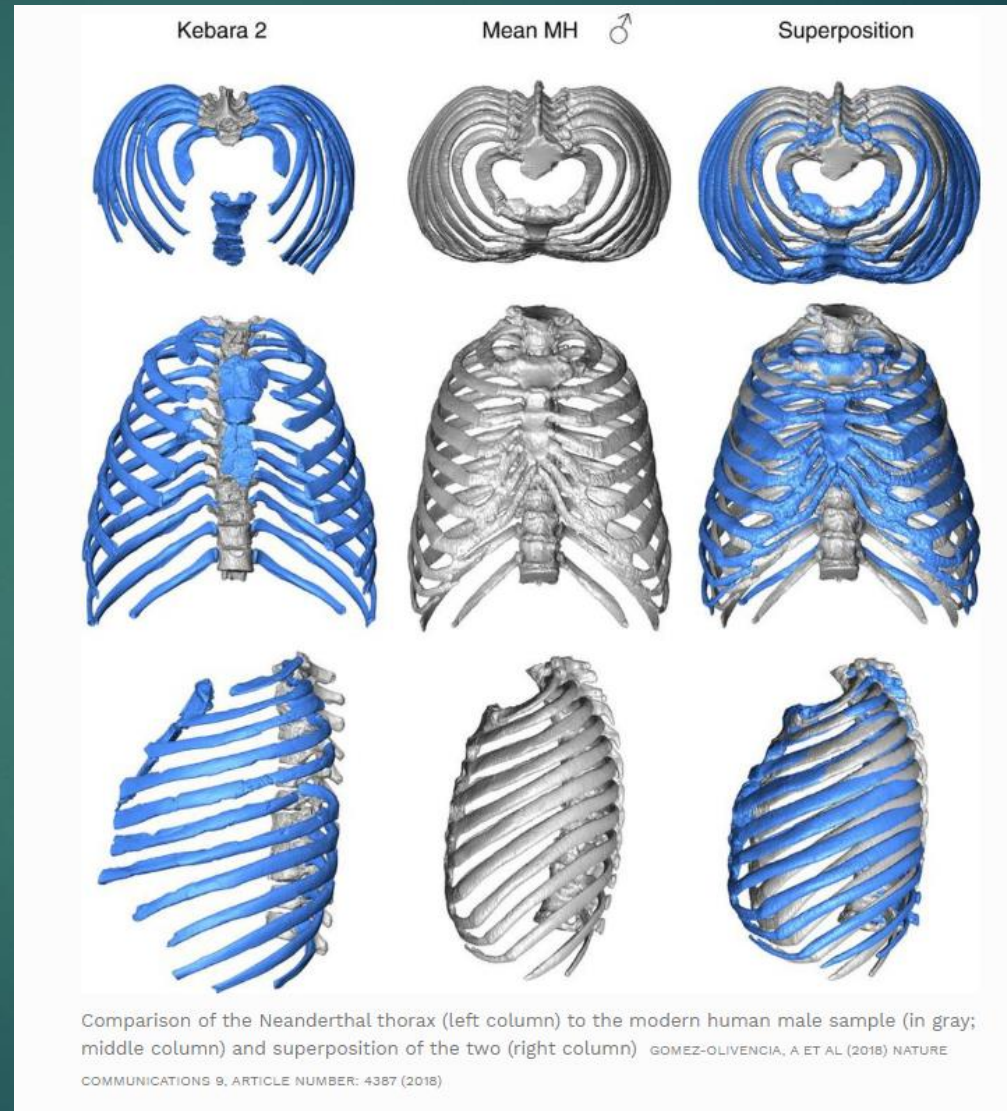 Kebara 2 Mean MH ♂ Superposition
Comparison of the Neanderthal thorax (left column) to the modern human male sample (in gray;
middle column) and superposition of the two (right column) GOMEZ-OLIVENCIA, A ET AL (2018) NATURE
COMMUNICATIONS 9, ARTICLE NUMBER: 4387 (2018)